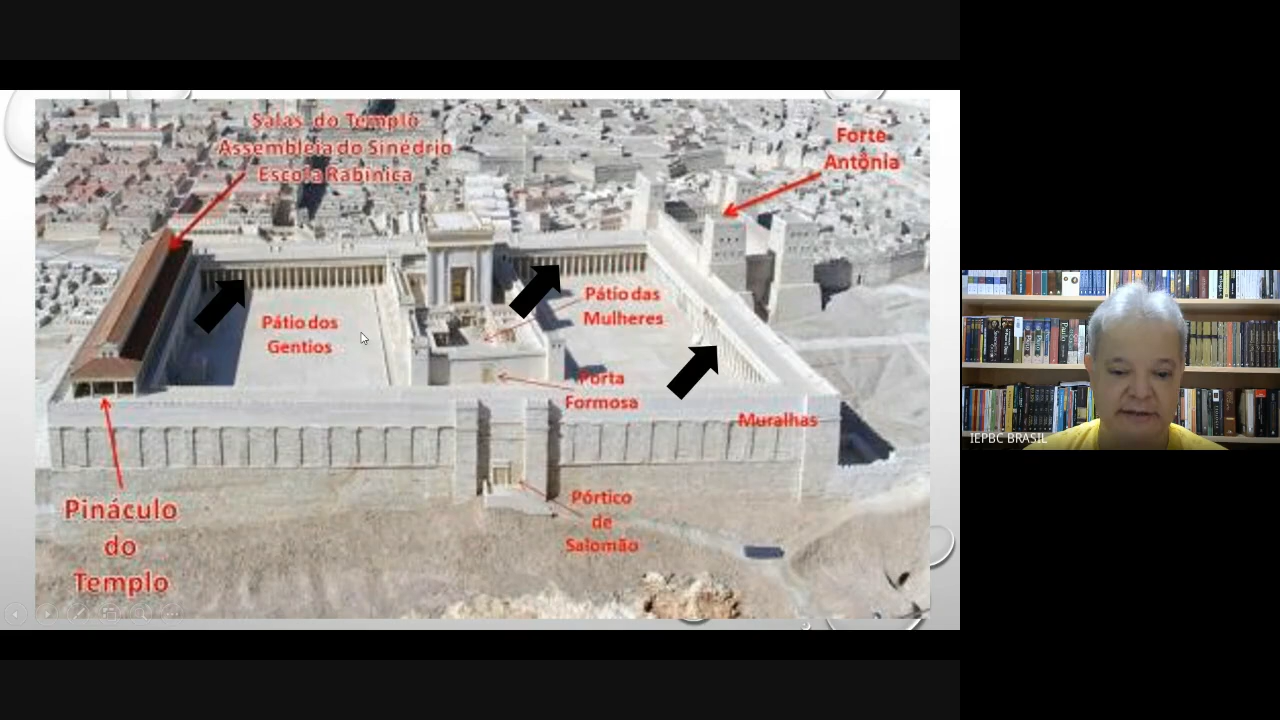 Salas do Templo
Assembleia do Sinédrio
Escola Rabínica
Forte
Antônia
Pátio das
Mulheres
Pátio dos
Gentios
Porta
Formosa
Muralhas
Pináculo
do
Templo
Pórtico
de
Salomão
IEPBC BRASIL